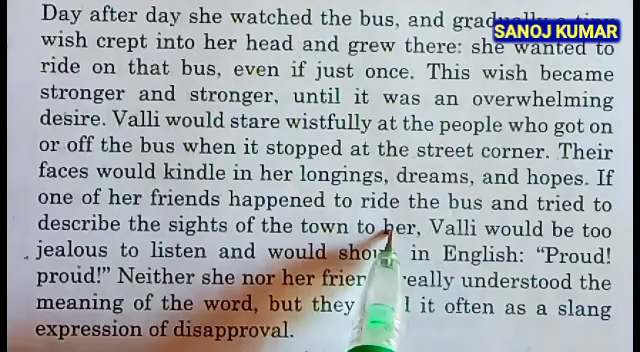 Day after day she watched the bus, and gradually a tiny
SANOJ KUMAR
wish crept into her head and grew there: she wanted to
ride on that bus, even if just once. This wish became
stronger and stronger, until it was an overwhelming
desire. Valli would stare wistfully at the people who got on
or off the bus when it stopped at the street corner. Their
faces would kindle in her longings, dreams, and hopes. If
one of her friends happened to ride the bus and tried to
describe the sights of the town to her, Valli would be too
jealous to listen and would shout in English: “Proud!
proud!” Neither she nor her friends really understood the
meaning of the word, but they it often as a slang
expression of disapproval.